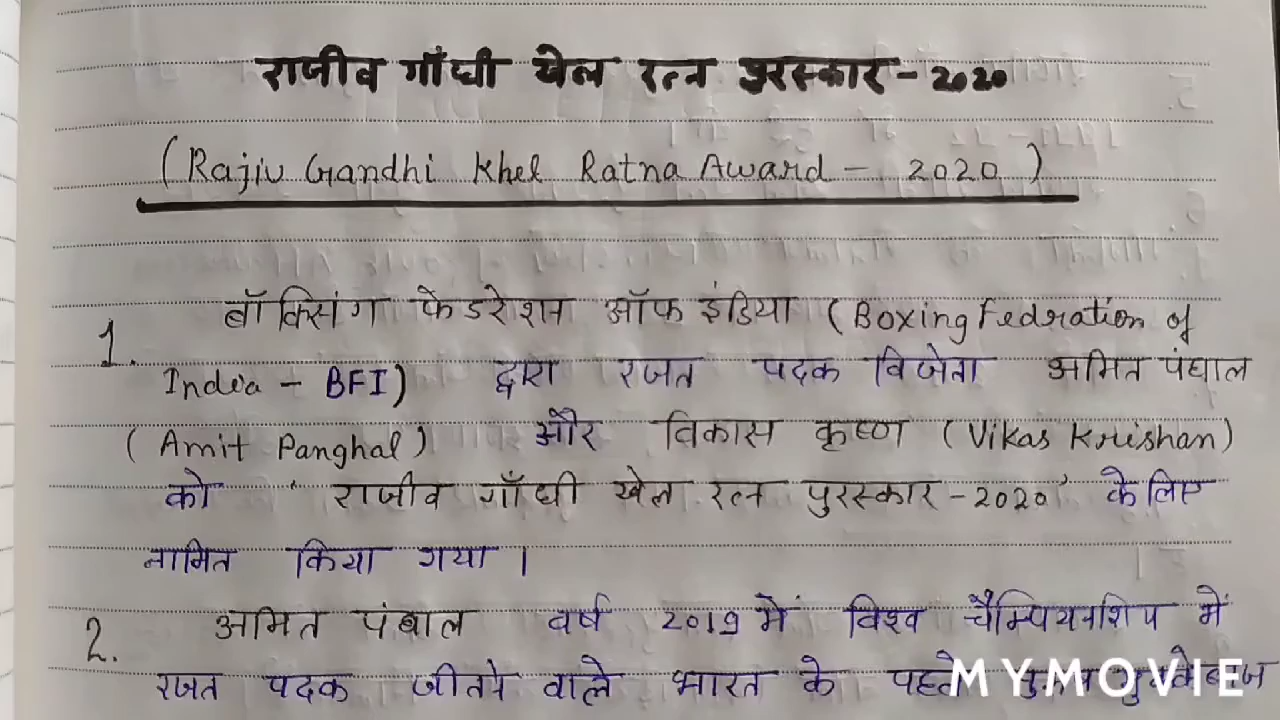 राजीव गाँधी खेल रत्न पुरस्कार - 2020
(Rajiv Gandhi Khel Ratna Award - 2020)
1. बॉक्सिंग फेडरेशन ऑफ इंडिया (Boxing Federation of
India - BFI) द्वारा रजत पदक विजेता अमित पंघाल
(Amit Panghal) और विकास कृष्ण (Vikas Krishan)
को 'राजीव गाँधी खेल रत्न पुरस्कार - 2020' के लिए
नामित किया गया ।
2. अमित पंघाल वर्ष 2019 में विश्व चैम्पियनशिप में
रजत पदक जीतने वाले भारत के पहले
MYMOVIE